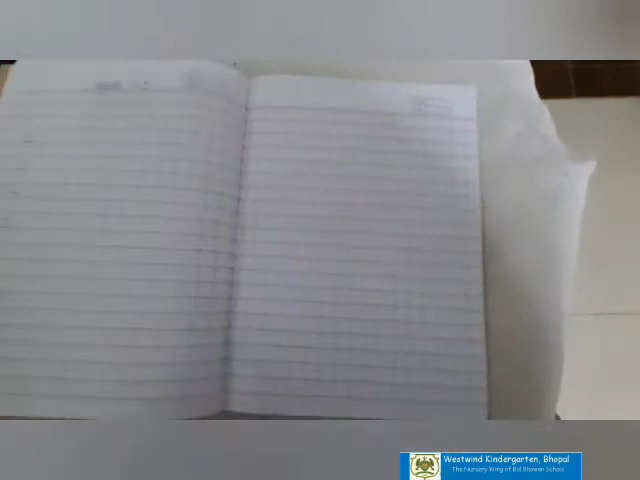 Westwind Kindergarten, Bhopal
The Nursery Wing of Bal Bhawan School